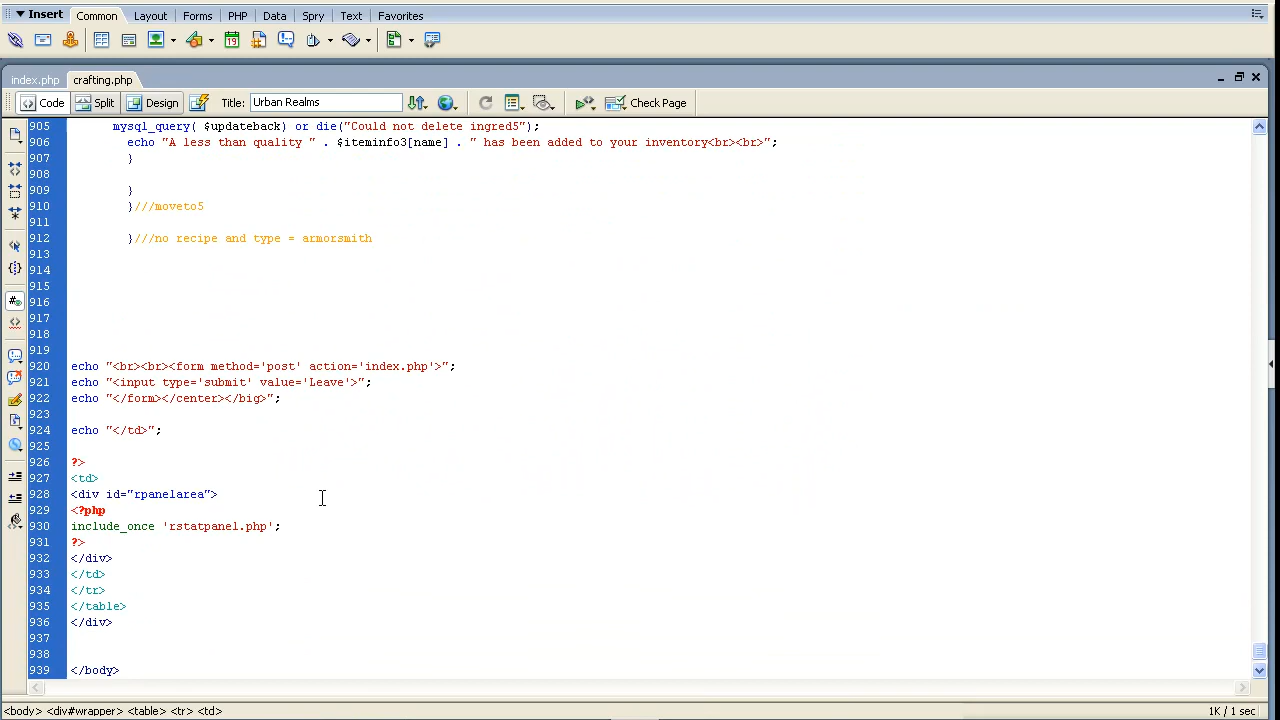 Insert Common Layout Forms PHP Data Spry Text Favorites
index.php crafting.php
Code Split Design Title: Urban Realms Check Page
905 mysql_query( $updateback) or die("Could not delete ingred5");
906 echo "A less than quality " . $iteminfo3[name] . " has been added to your inventory<br><br>";
907 }
908
909 }
910 }///moveto5
911
912 }///no recipe and type = armorsmith
913
914
915
916
917
918
919
920 echo "<br><br><form method='post' action='index.php'>";
921 echo "<input type='submit' value='Leave'>";
922 echo "</form></center></big>";
923
924 echo "</td>";
925
926 ?>
927 <td>
928 <div id="rpanelarea">
929 <?php
930 include_once 'rstatpanel.php';
931 ?>
932 </div>
933 </td>
934 </tr>
935 </table>
936 </div>
937
938
939 </body>
<body> <div#wrapper> <table> <tr> <td> 1K / 1 sec